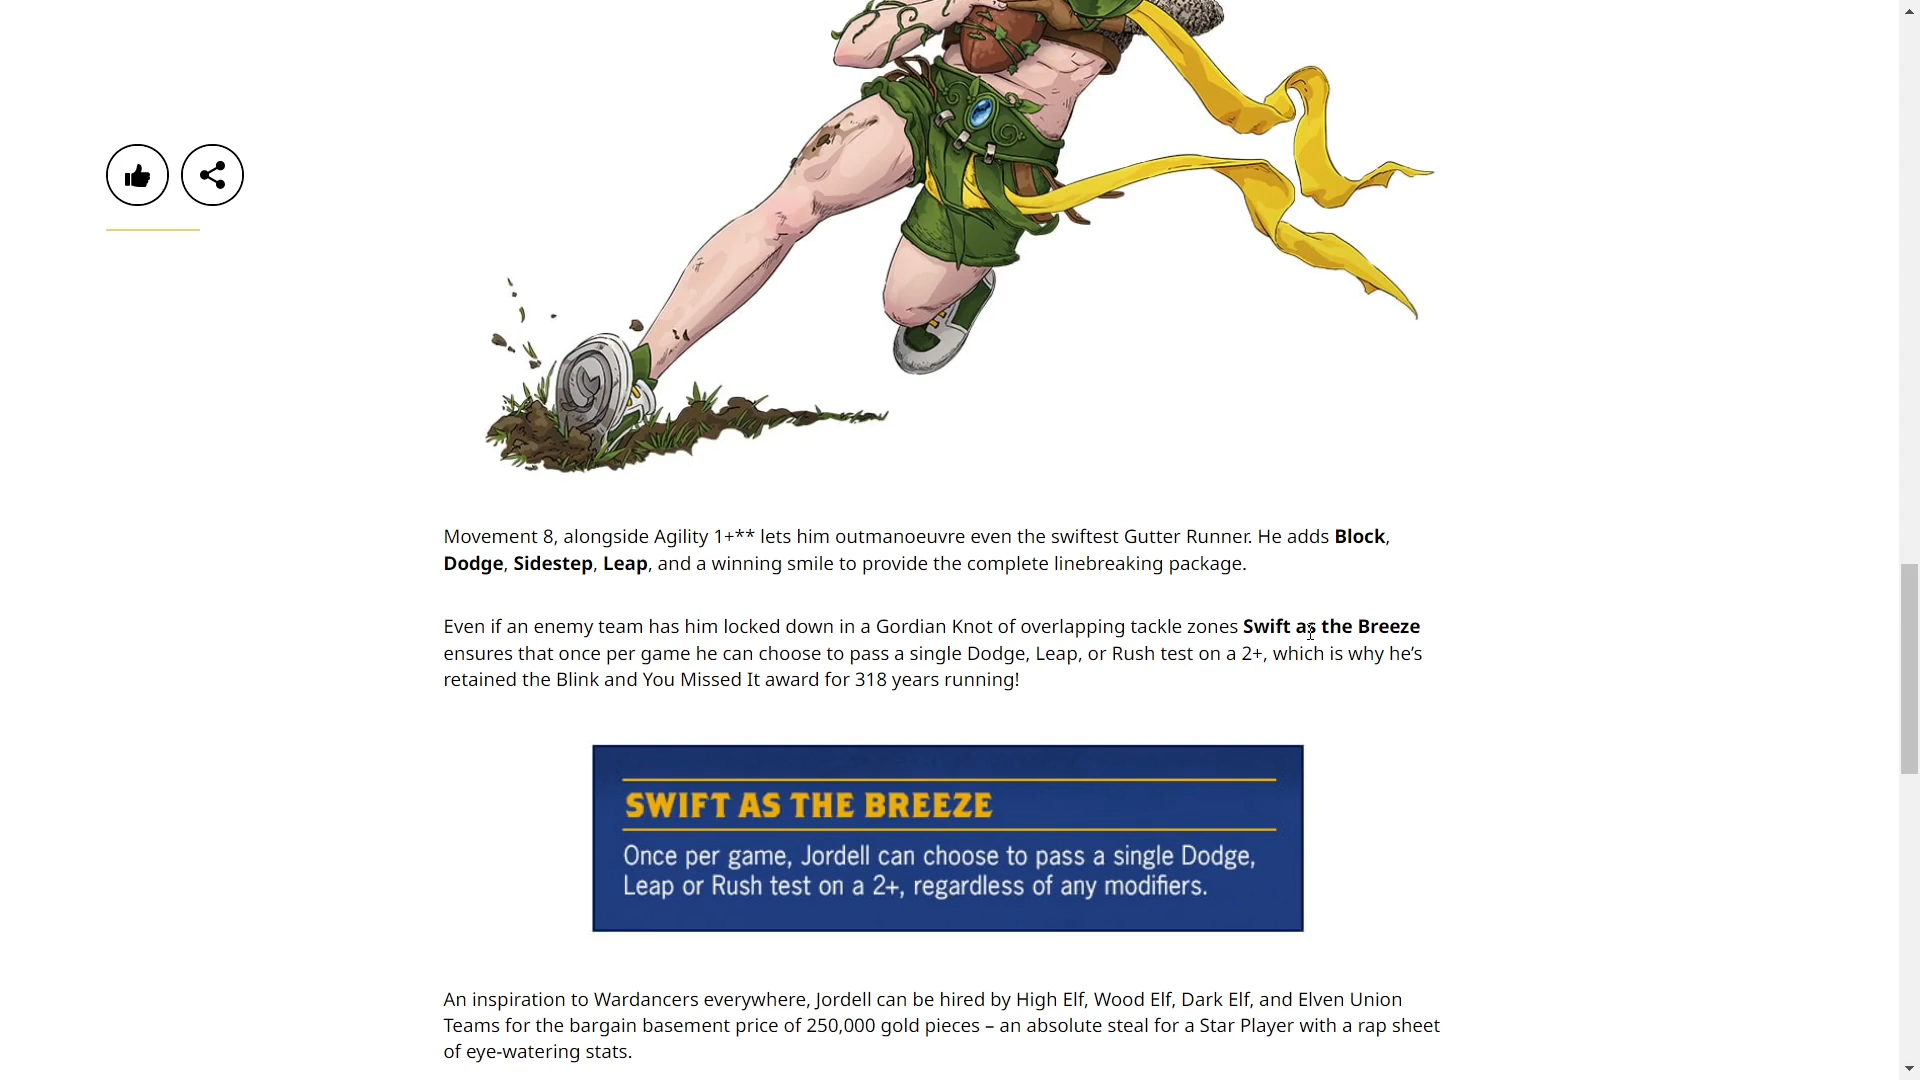 Movement 8, alongside Agility 1+** lets him outmanoeuvre even the swiftest Gutter Runner. He adds Block,
Dodge, Sidestep, Leap, and a winning smile to provide the complete linebreaking package.
Even if an enemy team has him locked down in a Gordian Knot of overlapping tackle zones Swift as the Breeze
ensures that once per game he can choose to pass a single Dodge, Leap, or Rush test on a 2+, which is why he’s
retained the Blink and You Missed It award for 318 years running!
SWIFT AS THE BREEZE
Once per game, Jordell can choose to pass a single Dodge,
Leap or Rush test on a 2+, regardless of any modifiers.
An inspiration to Wardancers everywhere, Jordell can be hired by High Elf, Wood Elf, Dark Elf, and Elven Union
Teams for the bargain basement price of 250,000 gold pieces – an absolute steal for a Star Player with a rap sheet
of eye-watering stats.